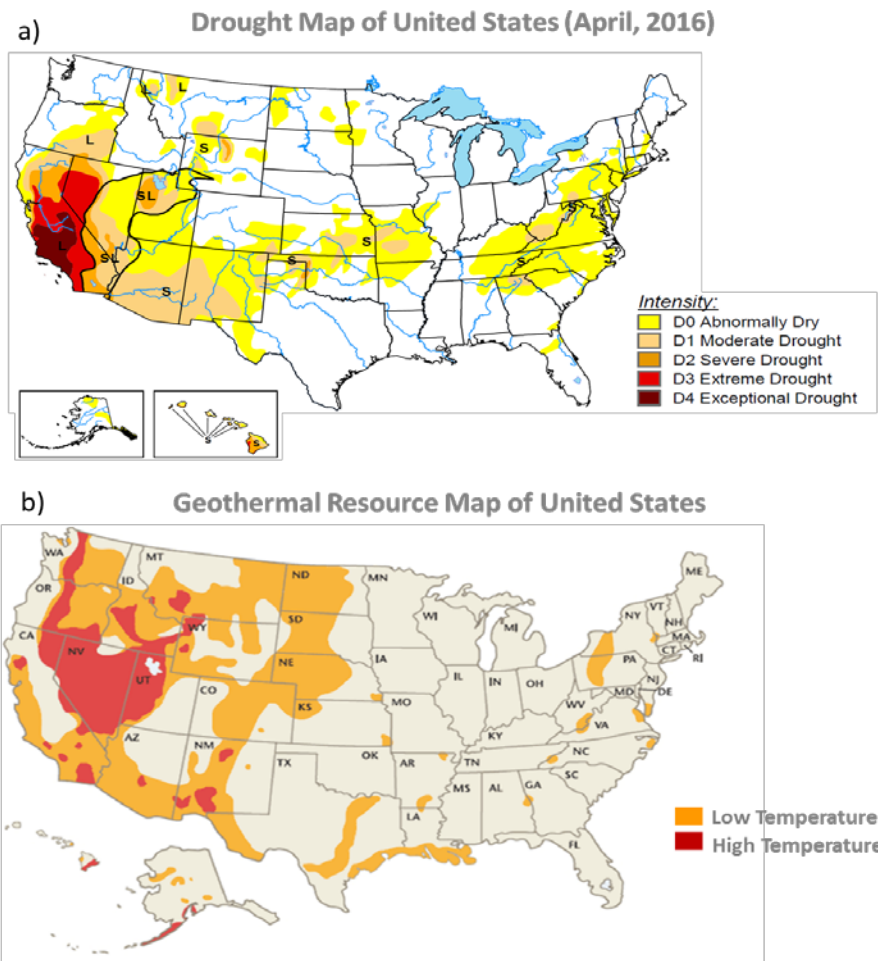 a)
Drought Map of United States (April, 2016)
L
L
L
S
S L
L
S L
S
S
S
S
S
Intensity:
D0 Abnormally Dry
D1 Moderate Drought
D2 Severe Drought
D3 Extreme Drought
D4 Exceptional Drought
S
S
b)
Geothermal Resource Map of United States
WA
MT
ND
MN
ME
OR
ID
SD
WI
MI
NY
VT
NH
MA
CT
RI
CA
NV
WY
NE
IA
PA
NJ
UT
CO
KS
MO
IL
IN
OH
MD
DE
WV
VA
KY
AZ
NM
TX
OK
AR
TN
NC
MS
AL
GA
SC
LA
FL
Low Temperature
High Temperature